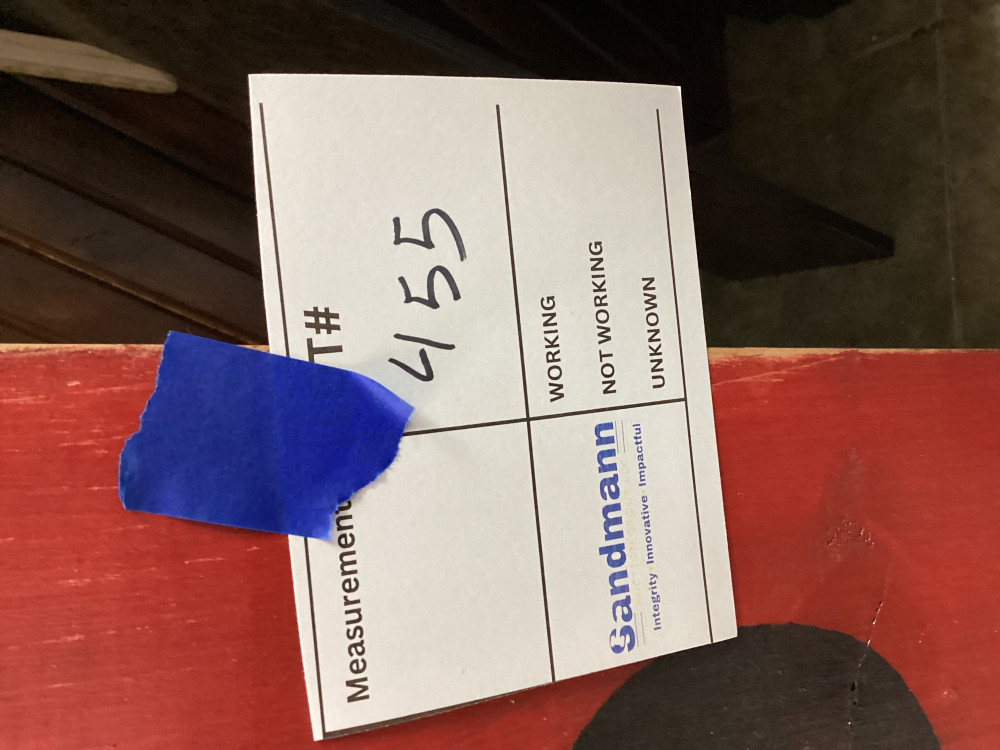 Measurement T#
455
WORKING
NOT WORKING
UNKNOWN
Sandmann
Integrity · Innovative · Impactful